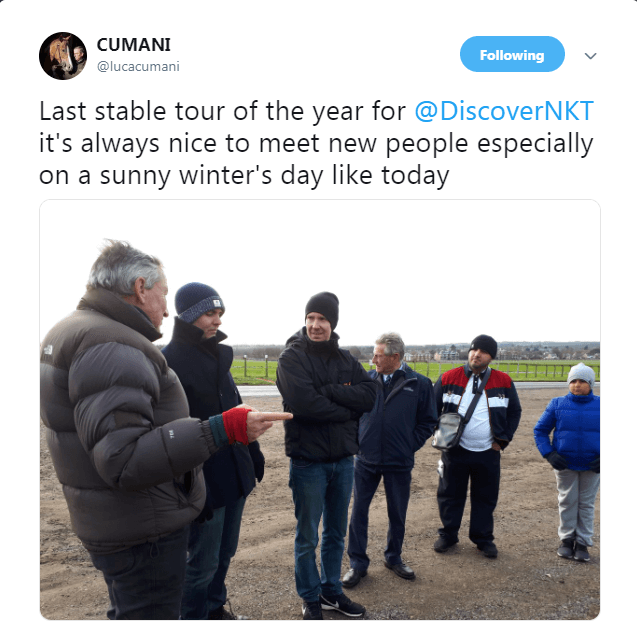 CUMANI
@lucacumani
Following
Last stable tour of the year for @DiscoverNKT
it's always nice to meet new people especially
on a sunny winter's day like today